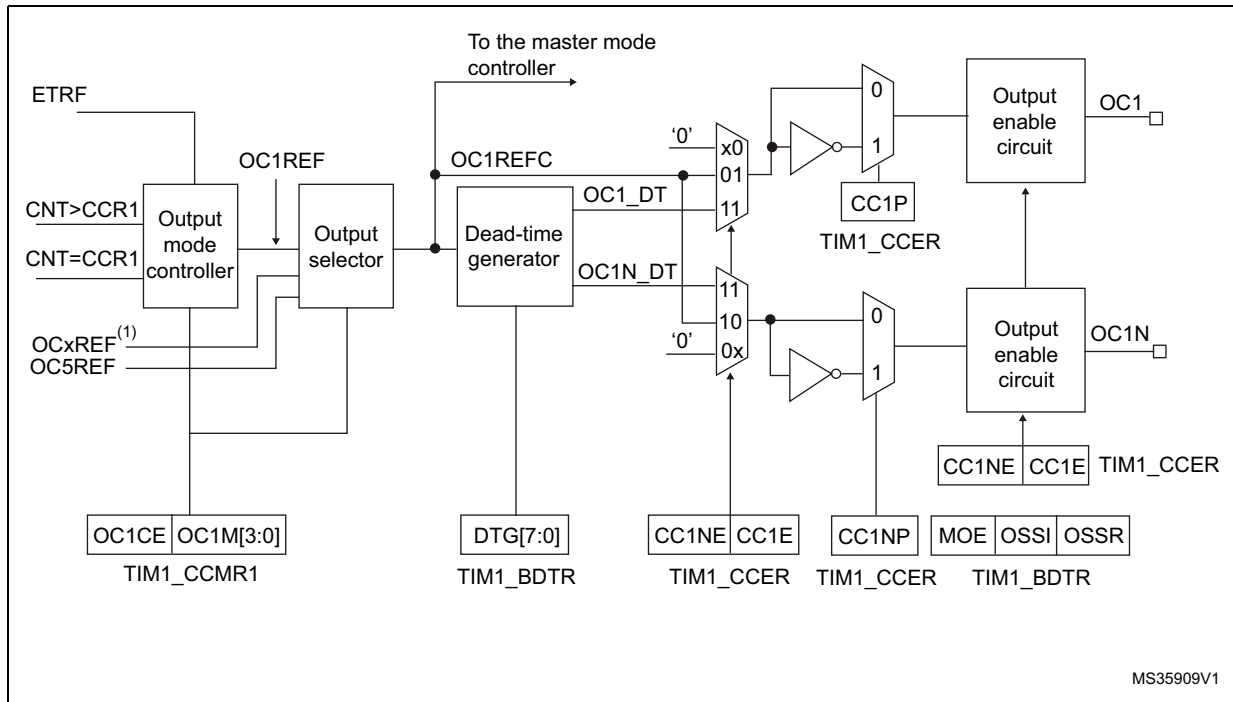 To the master mode
controller
ETRF
OC1REF
OC1REFC
CNT>CCR1
CNT=CCR1
Output
mode
controller
Output
selector
OCxREF(1)
OC5REF
Dead-time
generator
OC1_DT
OC1N_DT
'0'
x0
01
11
11
10
'0'
0x
0
1
CC1P
TIM1_CCER
0
1
Output
enable
circuit
OC1
Output
enable
circuit
OC1N
CC1NE CC1E TIM1_CCER
OC1CE OC1M[3:0]
TIM1_CCMR1
DTG[7:0]
TIM1_BDTR
CC1NE CC1E
TIM1_CCER
CC1NP
TIM1_CCER
MOE OSSI OSSR
TIM1_BDTR
MS35909V1